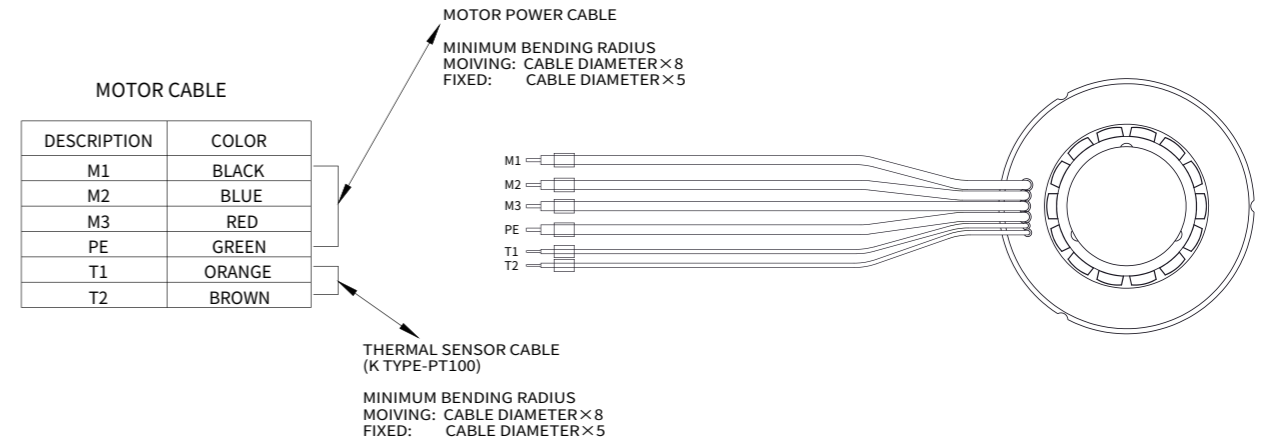 MOTOR POWER CABLE
MINIMUM BENDING RADIUS
MOIVING: CABLE DIAMETER×8
FIXED: CABLE DIAMETER×5
MOTOR CABLE
DESCRIPTION COLOR
M1 BLACK
M2 BLUE
M3 RED
PE GREEN
T1 ORANGE
T2 BROWN
M1
M2
M3
PE
T1
T2
THERMAL SENSOR CABLE
(K TYPE-PT100)
MINIMUM BENDING RADIUS
MOIVING: CABLE DIAMETER×8
FIXED: CABLE DIAMETER×5